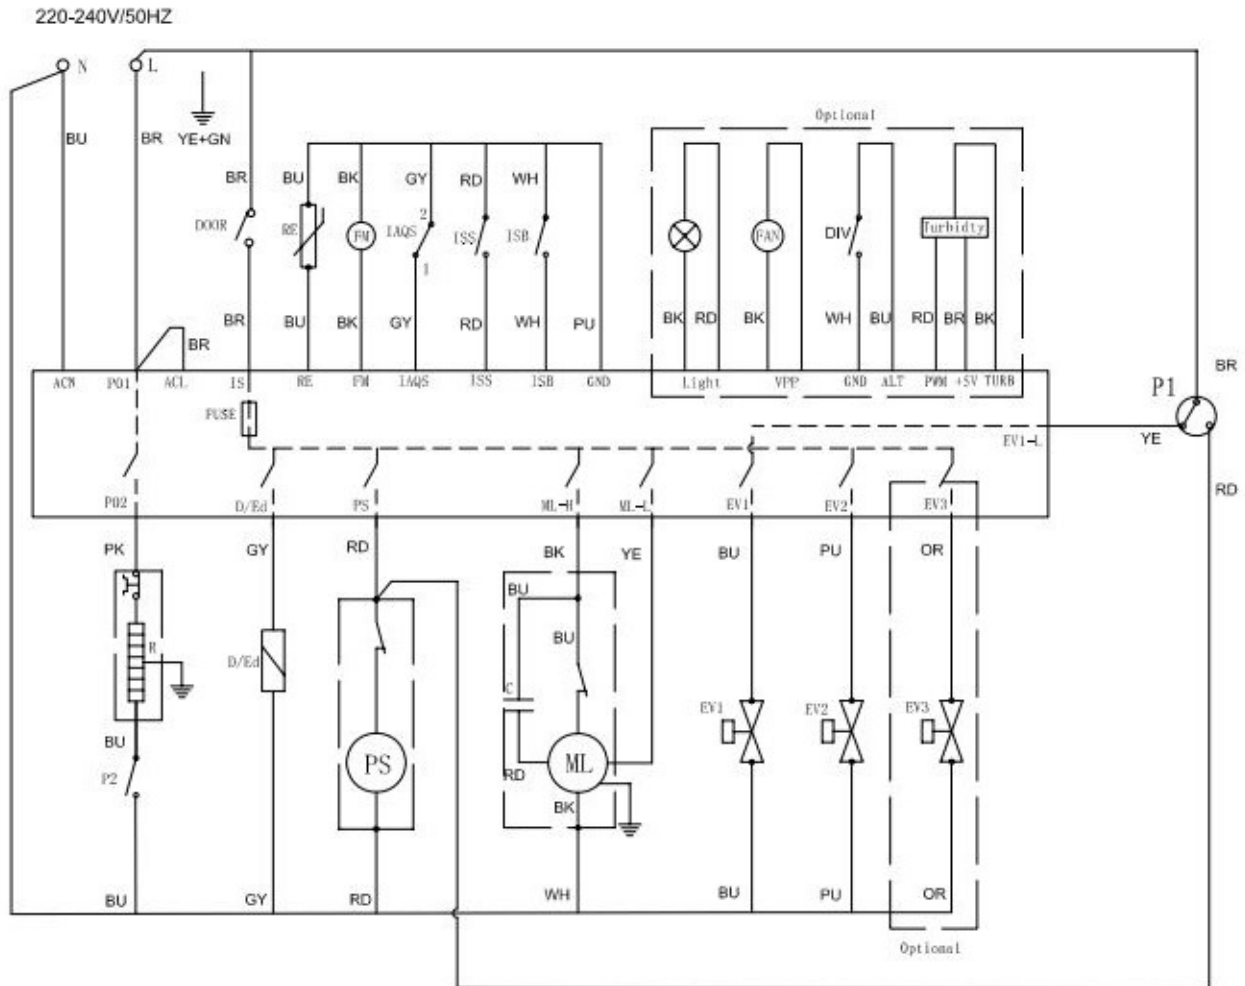 220-240V/50HZ
N L
BU BR YE+GN
Optional
BR BU BK GY RD WH
DOOR RE FM IAQS 2 1 ISS ISB FAN DIV Turbidty
BR BU BK GY RD WH PU BK RD BK WH BU RD BR BK
BR
ACN PO1 ACL IS RE FM IAQS ISS ISB GND Light VPP GND ALT PWM +5V TURB
BR
P1
FUSE
EV1-L YE
RD
PO2 D/Ed PS ML-H ML-L EV1 EV2 EV3
PK GY RD BK YE BU PU OR
BU
BU
R
D/Ed
C
EV1 EV2 EV3
BU
P2
PS
RD
ML
BK
BU GY RD WH BU PU OR
Optional